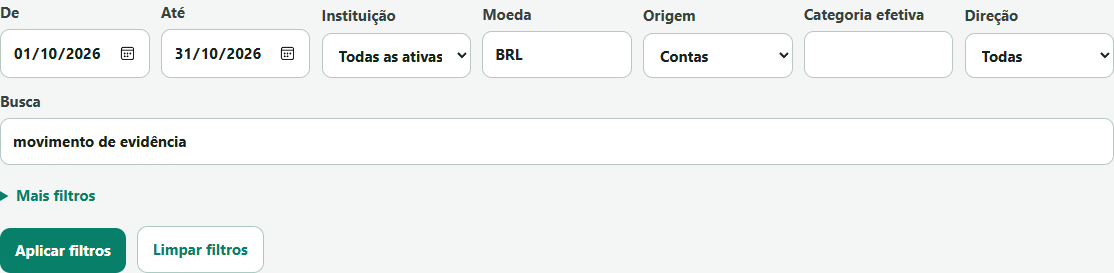 De Até Instituição Moeda Origem Categoria efetiva Direção
01/10/2026 31/10/2026 Todas as ativas BRL Contas Todas
Busca
movimento de evidência
Mais filtros
Aplicar filtros Limpar filtros